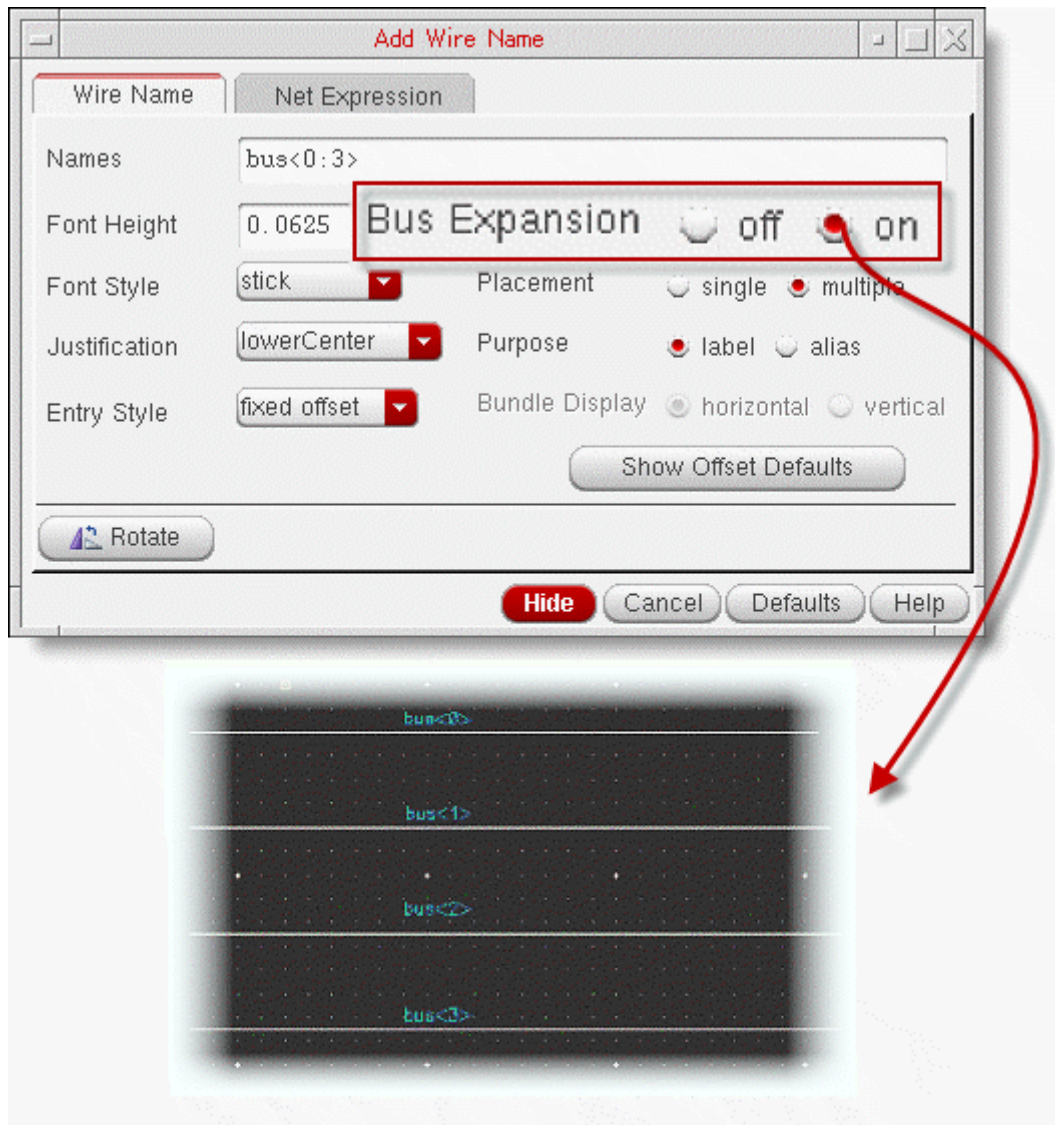 Add Wire Name
Wire Name Net Expression
Names bus<0:3>
Font Height 0.0625 Bus Expansion off on
Font Style stick Placement single multiple
Justification lowerCenter Purpose label alias
Entry Style fixed offset Bundle Display horizontal vertical
Show Offset Defaults
Rotate
Hide Cancel Defaults Help
bus<0>
bus<1>
bus<2>
bus<3>